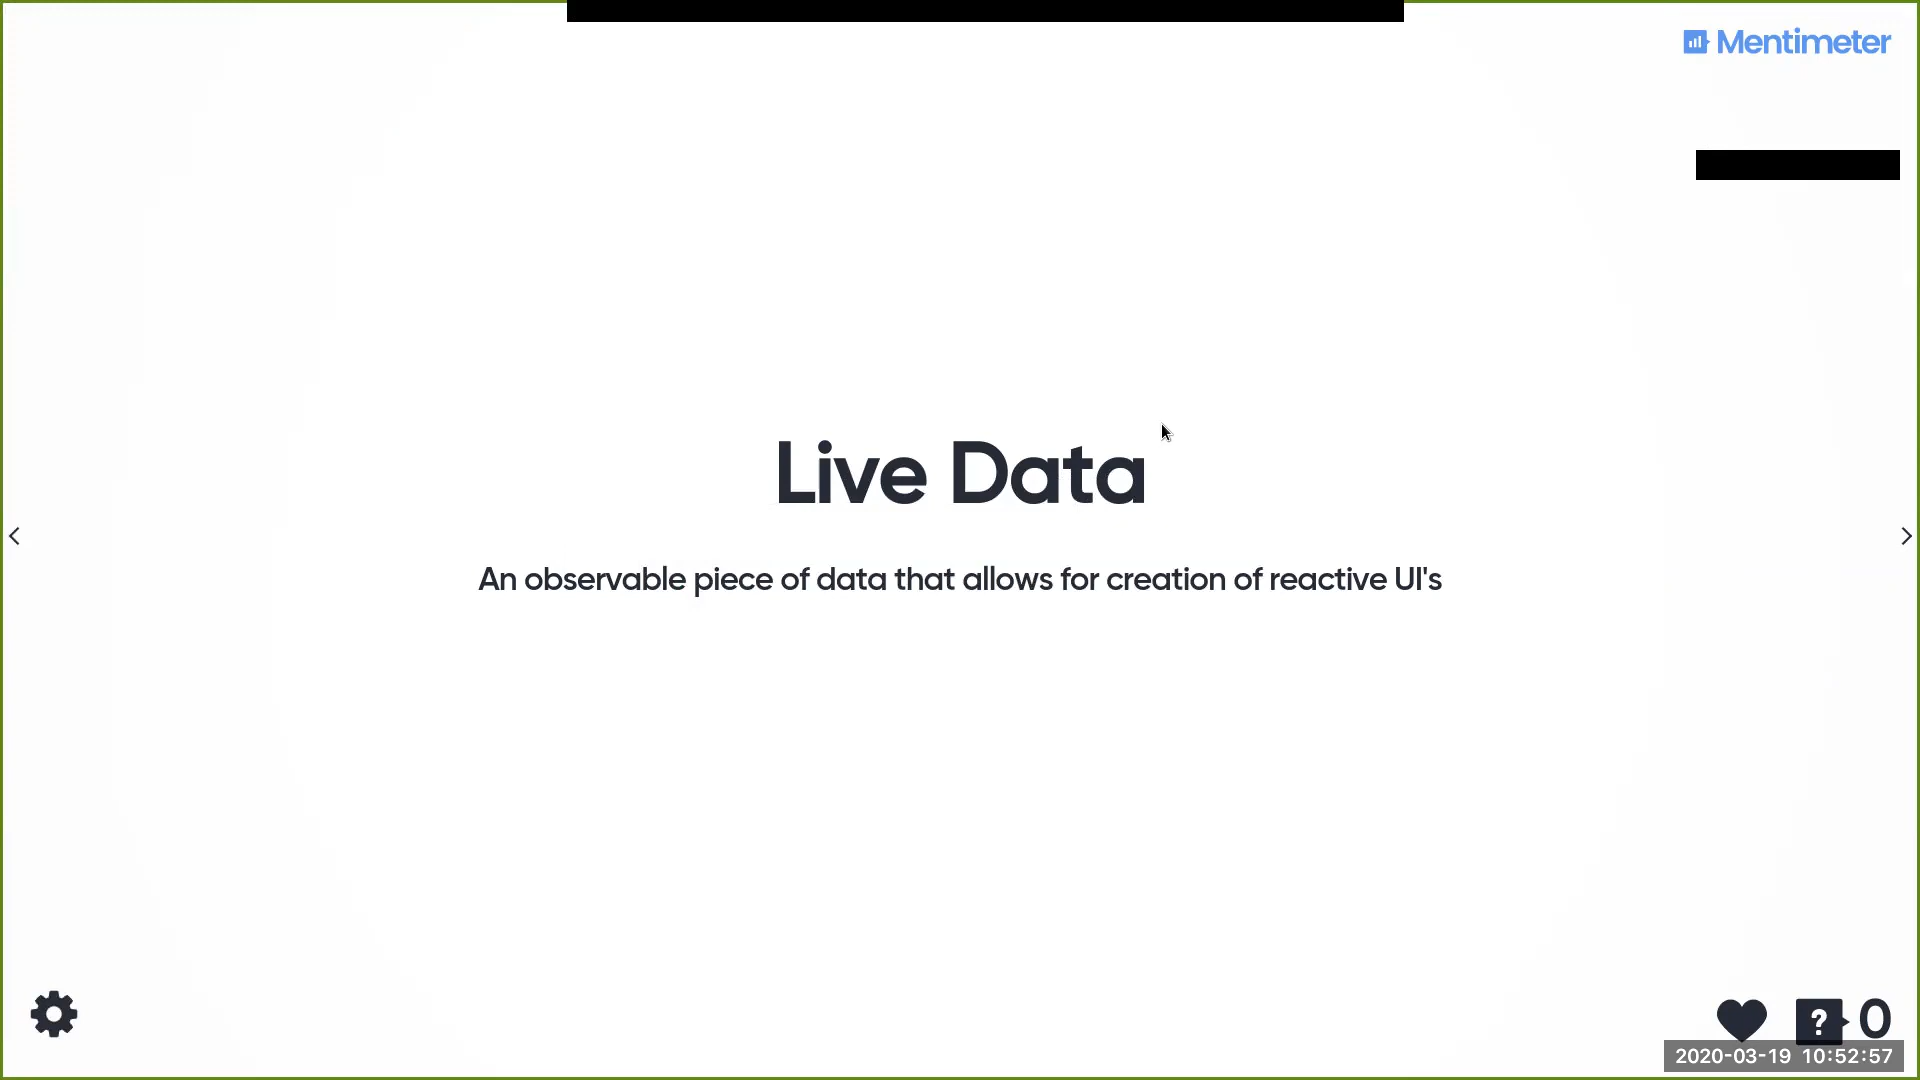 Mentimeter
Live Data
An observable piece of data that allows for creation of reactive UI's
? 0
2020-03-19 10:52:57